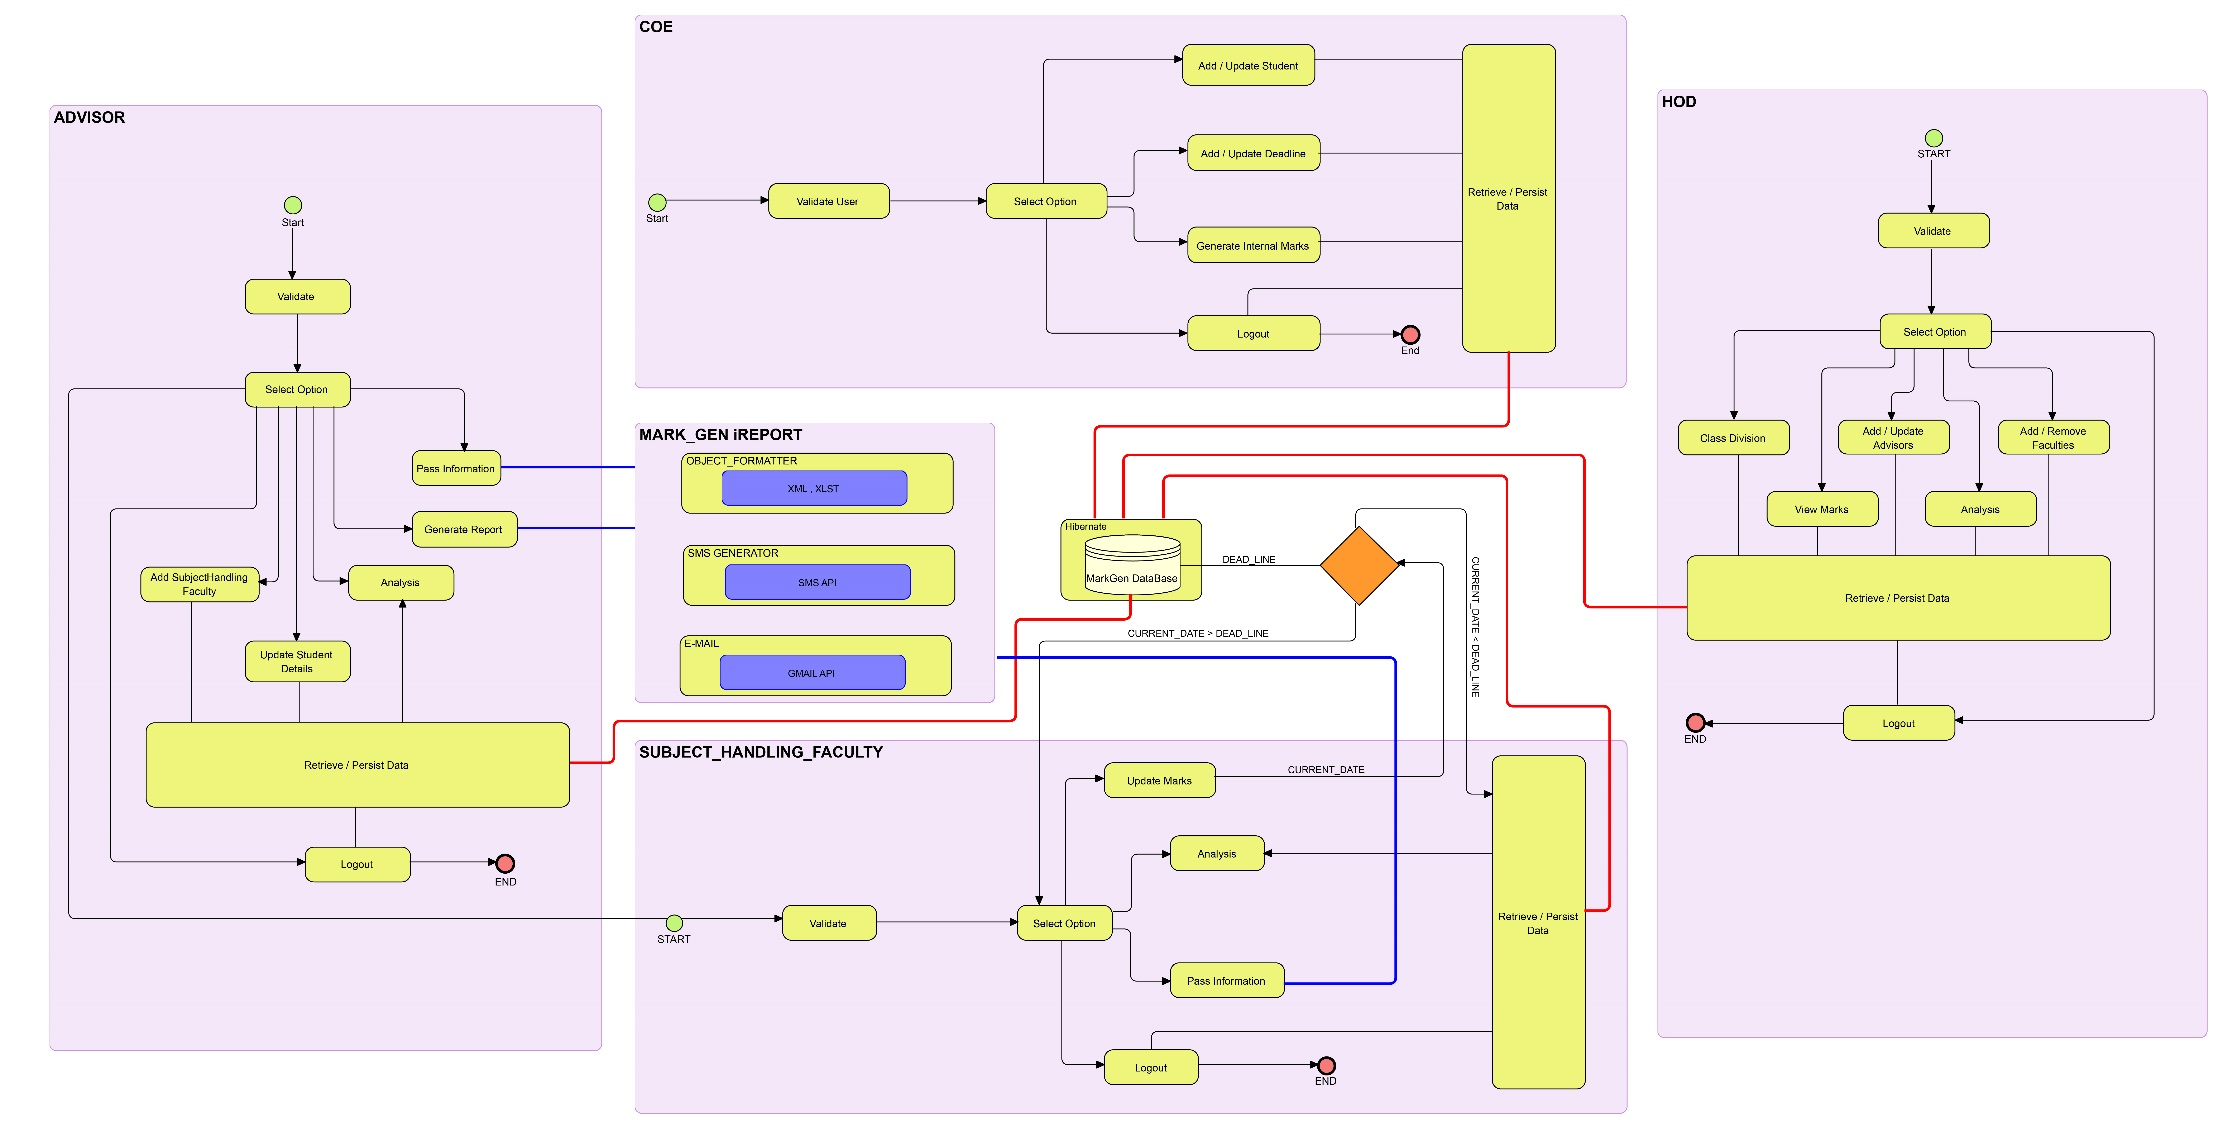 COE
Add / Update Student
Add / Update Deadline
Retrieve / Persist
Data
Start
Validate User
Select Option
Generate Internal Marks
Logout
End
ADVISOR
Start
Validate
Select Option
Pass Information
Generate Report
Add SubjectHandling
Faculty
Analysis
Update Student
Details
Retrieve / Persist Data
Logout
END
MARK_GEN iREPORT
OBJECT_FORMATTER
XML , XLST
SMS GENERATOR
SMS API
E-MAIL
GMAIL API
Hibernate
MarkGen DataBase
DEAD_LINE
CURRENT_DATE > DEAD_LINE
CURRENT_DATE < DEAD_LINE
SUBJECT_HANDLING_FACULTY
Update Marks
CURRENT_DATE
Analysis
START
Validate
Select Option
Retrieve / Persist
Data
Pass Information
Logout
END
HOD
START
Validate
Select Option
Class Division
Add / Update
Advisors
Add / Remove
Faculties
View Marks
Analysis
Retrieve / Persist Data
Logout
END